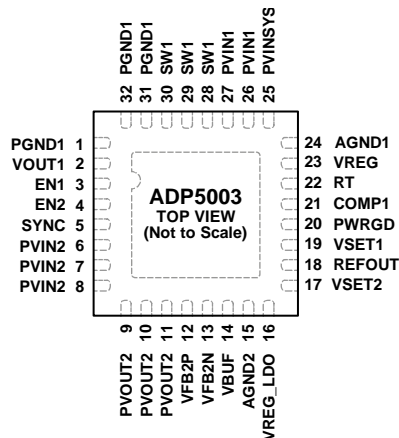 PGND1 32
PGND1 31
SW1 30
SW1 29
SW1 28
PVIN1 27
PVIN1 26
PVINSYS 25
PGND1 1
VOUT1 2
EN1 3
EN2 4
SYNC 5
PVIN2 6
PVIN2 7
PVIN2 8
ADP5003
TOP VIEW
(Not to Scale)
24 AGND1
23 VREG
22 RT
21 COMP1
20 PWRGD
19 VSET1
18 REFOUT
17 VSET2
PVOUT2 9
PVOUT2 10
PVOUT2 11
VFB2P 12
VFB2N 13
VBUF 14
AGND2 15
VREG_LDO 16